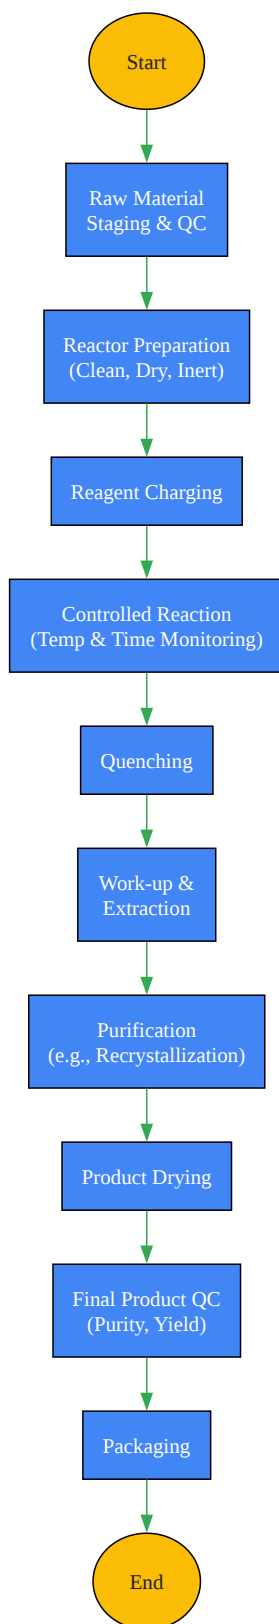 Start
Raw Material
Staging & QC
Reactor Preparation
(Clean, Dry, Inert)
Reagent Charging
Controlled Reaction
(Temp & Time Monitoring)
Quenching
Work-up &
Extraction
Purification
(e.g., Recrystallization)
Product Drying
Final Product QC
(Purity, Yield)
Packaging
End